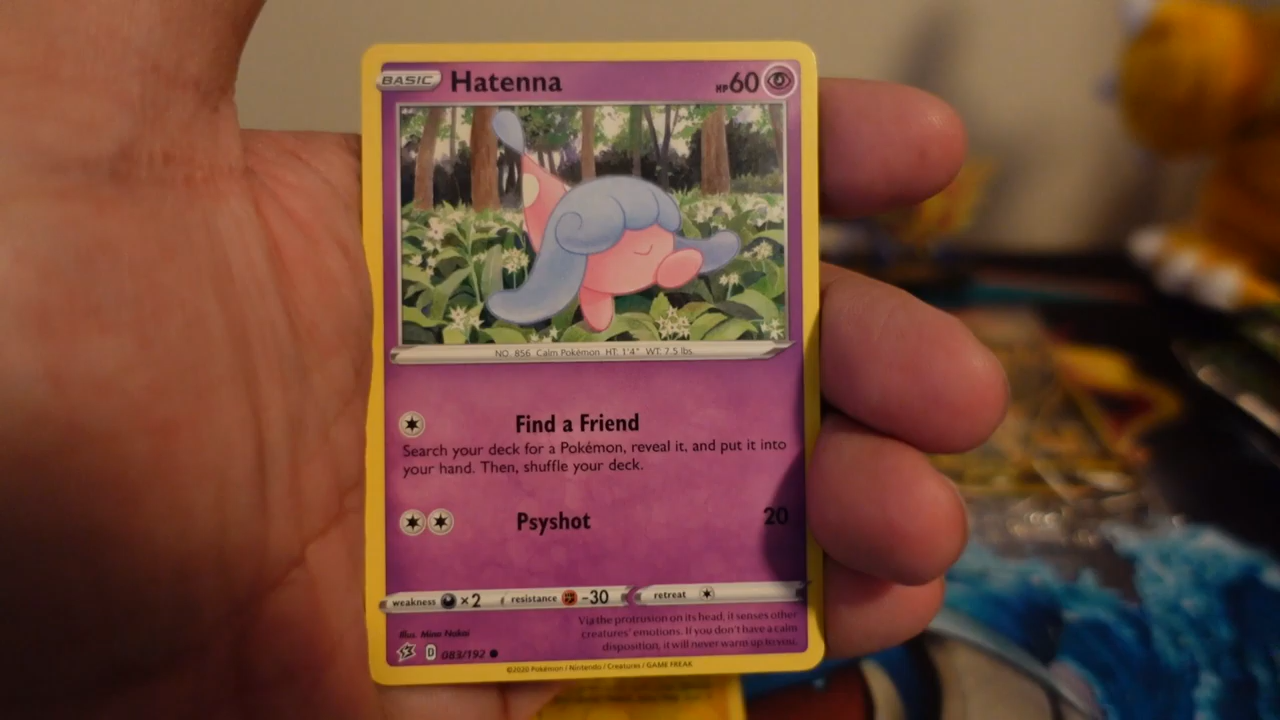 BASIC Hatenna HP60
NO. 856 Calm Pokémon HT: 1'4" WT: 7.5 lbs.
Find a Friend
Search your deck for a Pokémon, reveal it, and put it into
your hand. Then, shuffle your deck.
Psyshot 20
weakness ×2 resistance -30 retreat
Via the protrusion on its head, it senses other
creatures' emotions. If you don't have a calm
disposition, it will never warm up to you.
Illus. Mina Nakai
D 083/192
©2020 Pokémon / Nintendo / Creatures / GAME FREAK